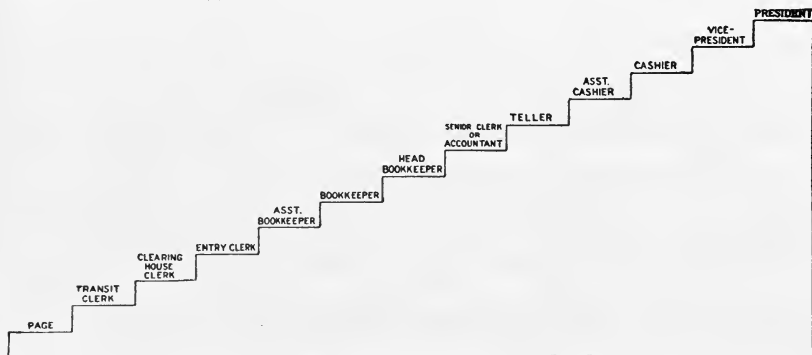 PRESIDENT
VICE-
PRESIDENT
CASHIER
ASST.
CASHIER
TELLER
SENIOR CLERK
OR
ACCOUNTANT
HEAD
BOOKKEEPER
BOOKKEEPER
ASST.
BOOKKEEPER
ENTRY CLERK
CLEARING
HOUSE
CLERK
TRANSIT
CLERK
PAGE